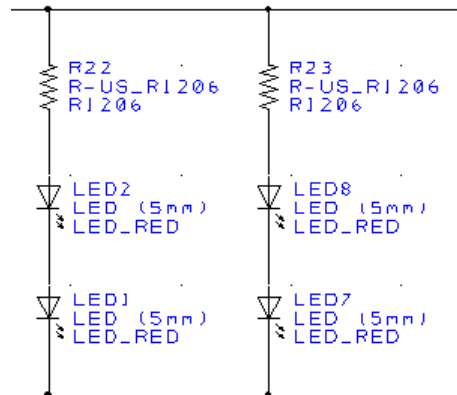 R22
R-US_R1206
R1206
R23
R-US_R1206
R1206
LED2
LED (5mm)
LED_RED
LED8
LED (5mm)
LED_RED
LED1
LED (5mm)
LED_RED
LED7
LED (5mm)
LED_RED